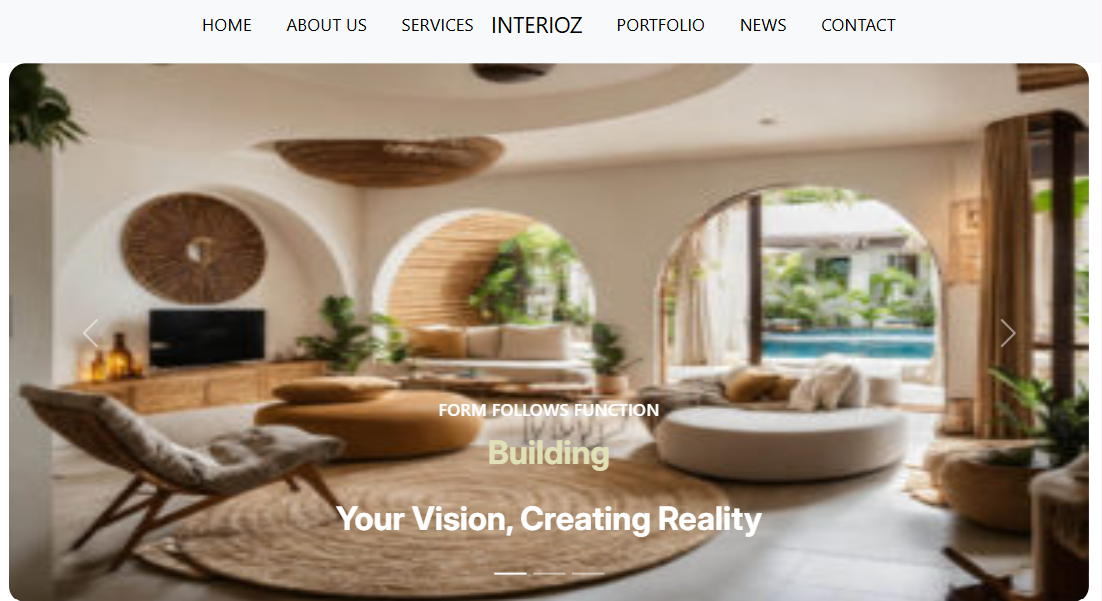 HOME ABOUT US SERVICES INTERIOZ PORTFOLIO NEWS CONTACT
FORM FOLLOWS FUNCTION
Building
Your Vision, Creating Reality